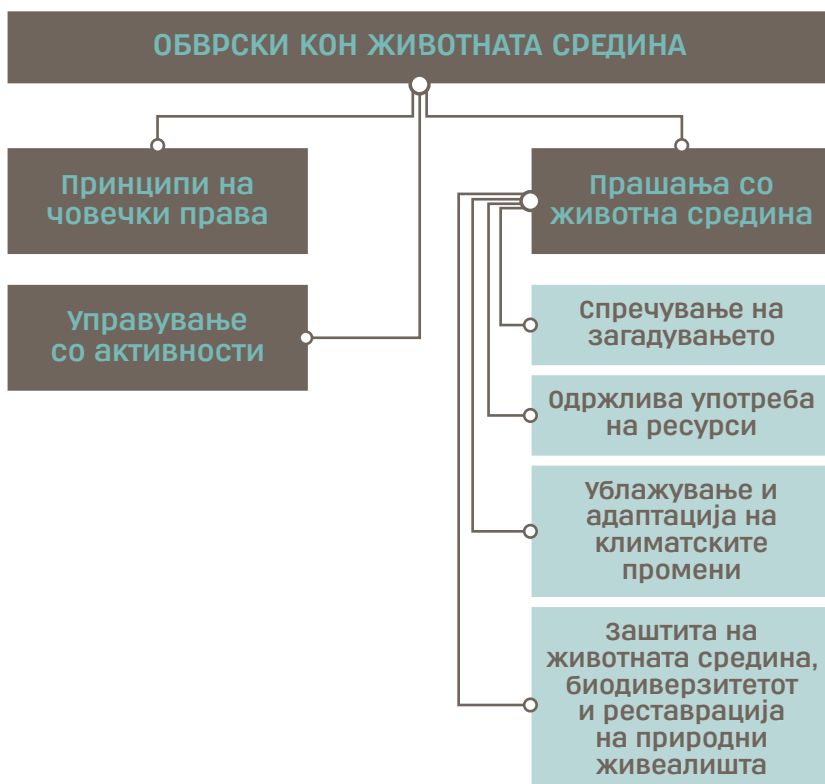 ОБВРСКИ КОН ЖИВОТНАТА СРЕДИНА
Принципи на
човечки права
Управување
со активности
Прашања со
животна средина
Спречување на
загадувањето
Одржлива употреба
на ресурси
Ублажување и
адаптација на
климатските
промени
Заштита на
животната средина,
биодиверзитетот
и реставрација
на природни
живеалишта